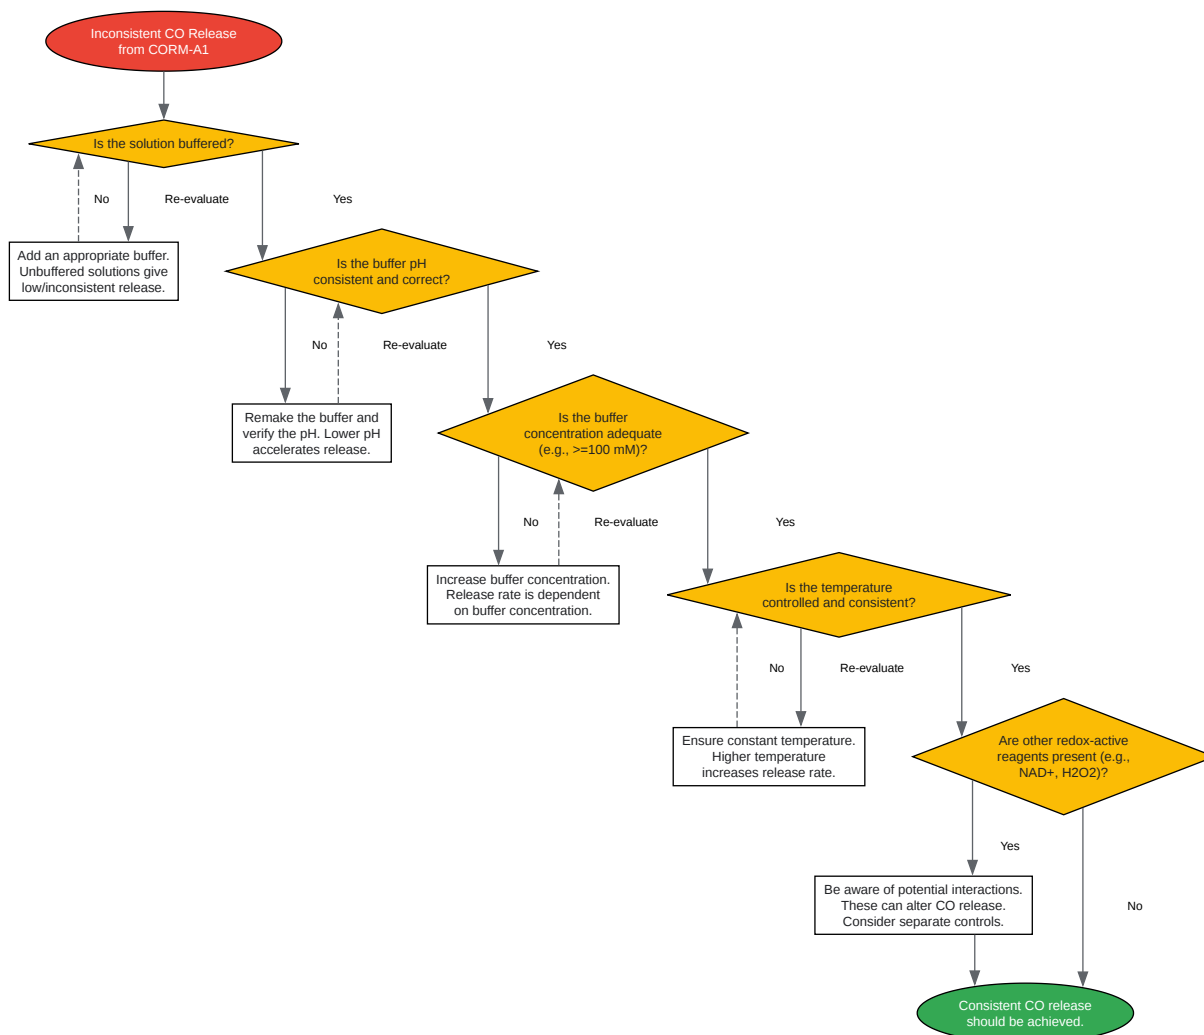 Inconsistent CO Release
from CORM-A1
Is the solution buffered?
No
Re-evaluate
Yes
Add an appropriate buffer.
Unbuffered solutions give
low/inconsistent release.
Is the buffer pH
consistent and correct?
No
Re-evaluate
Yes
Remake the buffer and
verify the pH. Lower pH
accelerates release.
Is the buffer
concentration adequate
(e.g., >=100 mM)?
No
Re-evaluate
Yes
Increase buffer concentration.
Release rate is dependent
on buffer concentration.
Is the temperature
controlled and consistent?
No
Re-evaluate
Yes
Ensure constant temperature.
Higher temperature
increases release rate.
Are other redox-active
reagents present (e.g.,
NAD+, H2O2)?
Yes
No
Be aware of potential interactions.
These can alter CO release.
Consider separate controls.
Consistent CO release
should be achieved.